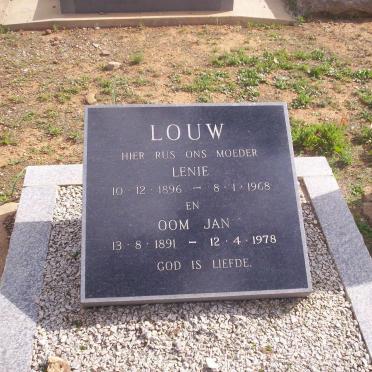 LOUW
HIER RUS ONS MOEDER
LENIE
10 · 12 · 1896 – 8 · 1 · 1968
EN
OOM JAN
13 · 8 · 1891 – 12 · 4 · 1978
GOD IS LIEFDE.